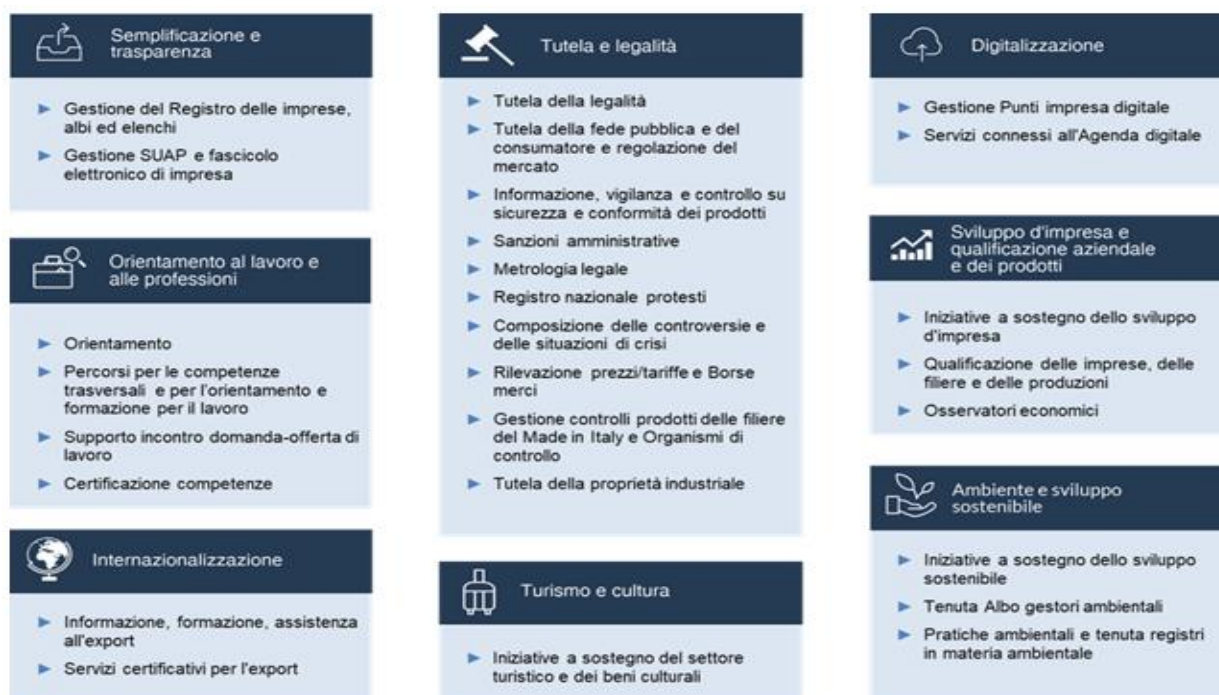 Semplificazione e
trasparenza
Gestione del Registro delle imprese,
albi ed elenchi
Gestione SUAP e fascicolo
elettronico di impresa
Orientamento al lavoro e
alle professioni
Orientamento
Percorsi per le competenze
trasversali e per l'orientamento e
formazione per il lavoro
Supporto incontro domanda-offerta di
lavoro
Certificazione competenze
Internazionalizzazione
Informazione, formazione, assistenza
all'export
Servizi certificativi per l'export
Tutela e legalità
Tutela della legalità
Tutela della fede pubblica e del
consumatore e regolazione del
mercato
Informazione, vigilanza e controllo su
sicurezza e conformità dei prodotti
Sanzioni amministrative
Metrologia legale
Registro nazionale protesti
Composizione delle controversie e
delle situazioni di crisi
Rilevazione prezzi/tariffe e Borse
merci
Gestione controlli prodotti delle filiere
del Made in Italy e Organismi di
controllo
Tutela della proprietà industriale
Turismo e cultura
Iniziative a sostegno del settore
turistico e dei beni culturali
Digitalizzazione
Gestione Punti impresa digitale
Servizi connessi all'Agenda digitale
Sviluppo d'impresa e
qualificazione aziendale
e dei prodotti
Iniziative a sostegno dello sviluppo
d'impresa
Qualificazione delle imprese, delle
filiere e delle produzioni
Osservatori economici
Ambiente e sviluppo
sostenibile
Iniziative a sostegno dello sviluppo
sostenibile
Tenuta Albo gestori ambientali
Pratiche ambientali e tenuta registri
in materia ambientale